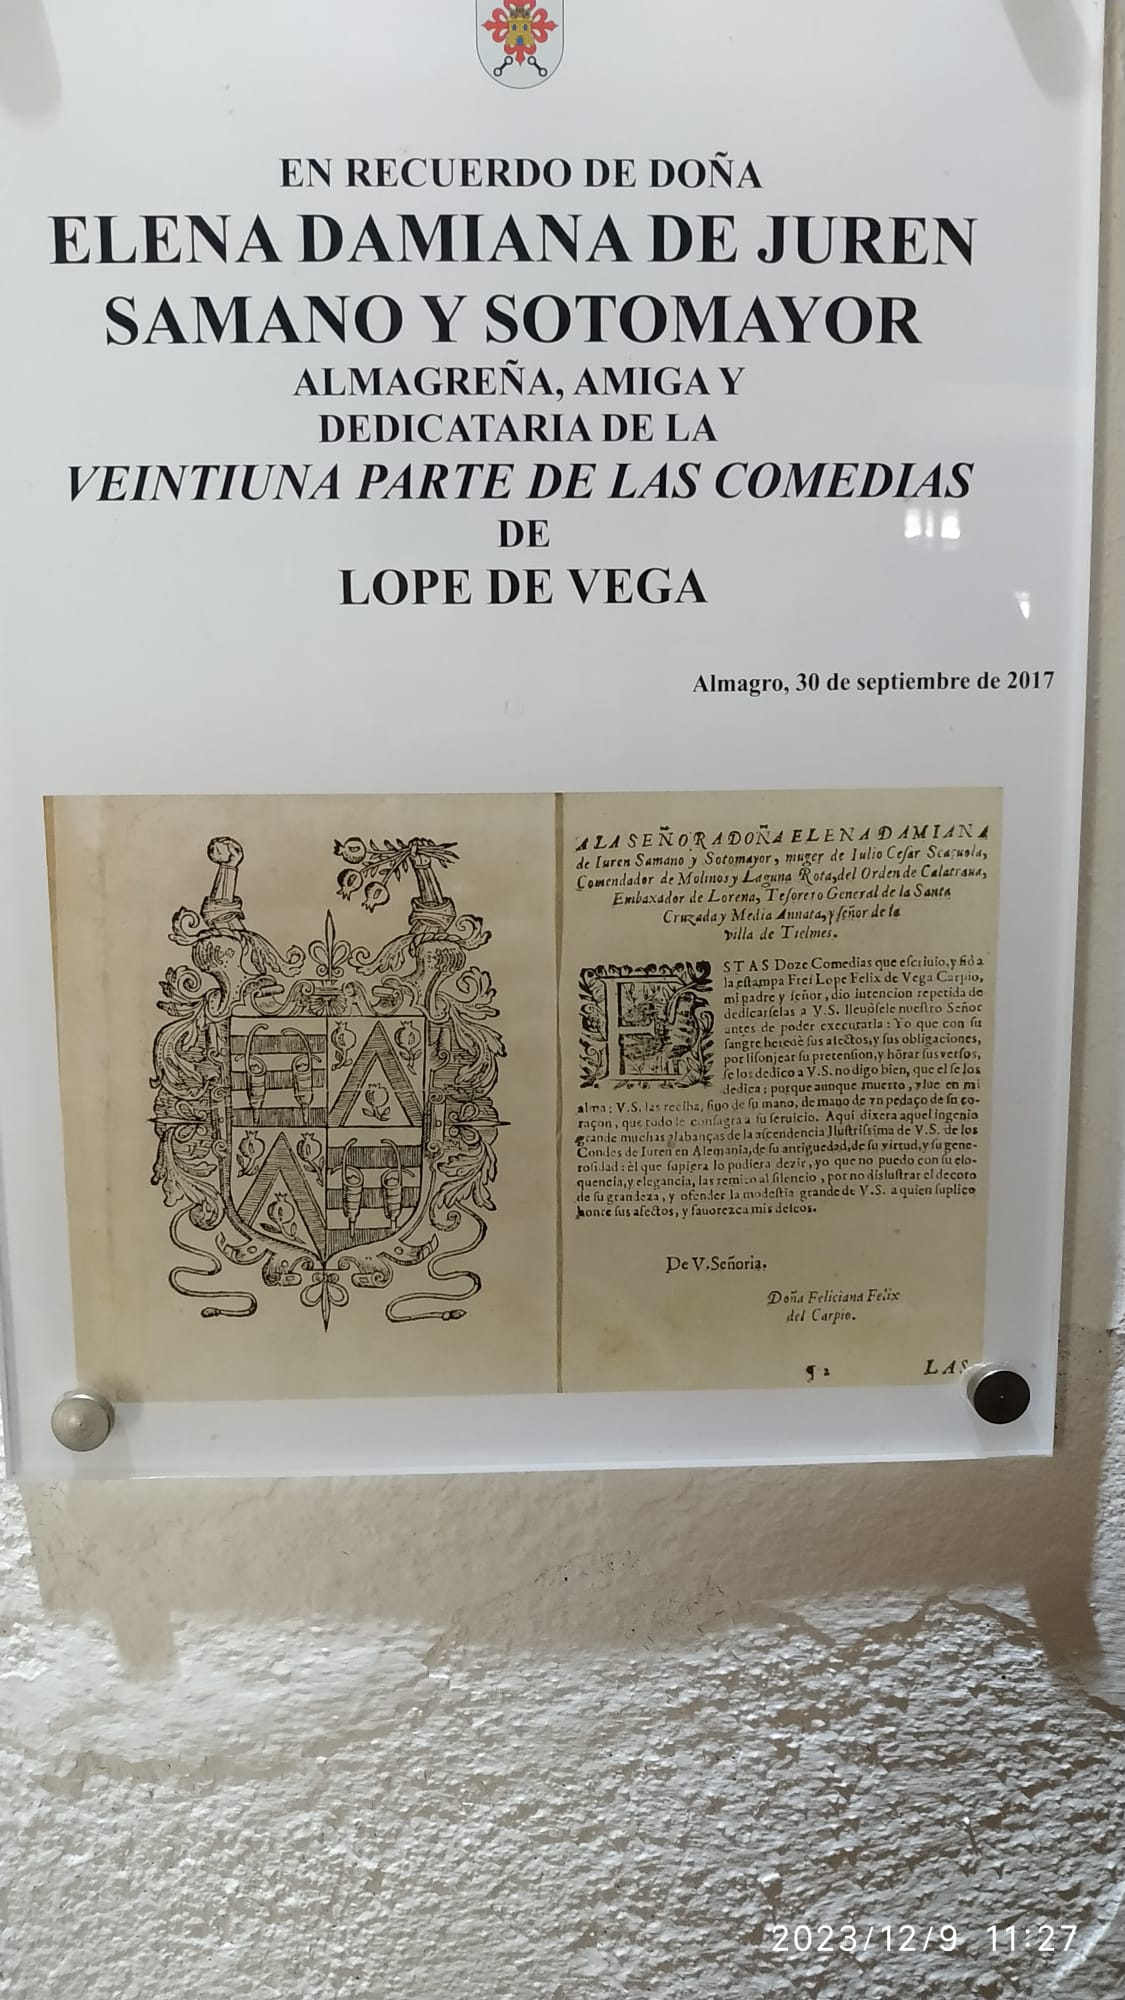 EN RECUERDO DE DOÑA
ELENA DAMIANA DE JUREN
SAMANO Y SOTOMAYOR
ALMAGREÑA, AMIGA Y
DEDICATARIA DE LA
VEINTIUNA PARTE DE LAS COMEDIAS
DE
LOPE DE VEGA
Almagro, 30 de septiembre de 2017
A LA SEÑORA DOÑA ELENA DAMIANA
de Iuren Samano y Sotomayor, muger de Iulio Cesar Scazuola,
Comendador de Molinos y Laguna Rota, del Orden de Calatraua,
Embaxador de Lorena, Tesorero General de la Santa
Cruzada y Media Annata, y señor de la
villa de Tielmes.
ESTAS Doze Comedias que escriuio, y fió a
la estampa Frei Lope Felix de Vega Carpio,
mi padre y señor, dio intencion repetida de
dedicarselas a V.S. lleuòsele nuestro Señor
antes de poder executarla: Yo que con su
sangre heredè sus afectos, y sus obligaciones,
por lisonjear su pretension, y hõrar sus versos,
se los dedico a V.S. no digo bien, que el se los
dedica; porque aunque muerto, viue en mi
alma: V.S. las reciba, sino de su mano, de mano de vn pedaço de su co-
raçon, que todo le consagra a su seruicio. Aqui dixera aquel ingenio
grande muchas alabanças de la ascendencia Ilustrissima de V.S. de los
Condes de Iuren en Alemania, de su antiguedad, de su virtud, y su gene-
rosidad: èl que supiera lo pudiera dezir, yo que no puedo con su elo-
quencia, y elegancia, las remito al silencio, por no dislustrar el decoro
de su grandeza, y ofender la modestia grande de V.S. a quien suplico
honre sus afectos, y fauorezca mis deseos.
De V. Señoria.
Doña Feliciana Felix
del Carpio.
¶ 2 LAS
2023/12/9 11:27